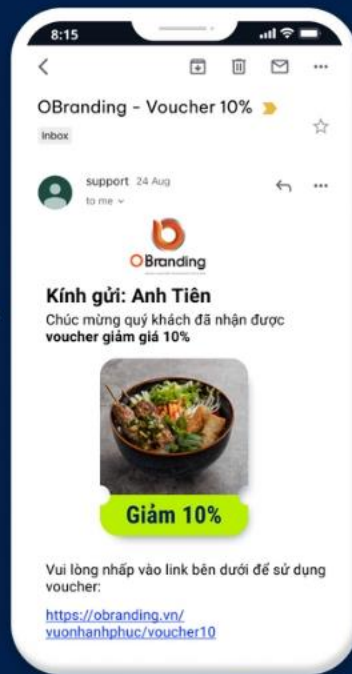 8:15
OBranding - Voucher 10%
Inbox
support 24 Aug
to me
OBranding
Kính gửi: Anh Tiên
Chúc mừng quý khách đã nhận được
voucher giảm giá 10%
Giảm 10%
Vui lòng nhấp vào link bên dưới để sử dụng
voucher:
https://obranding.vn/
vuonhanhphuc/voucher10